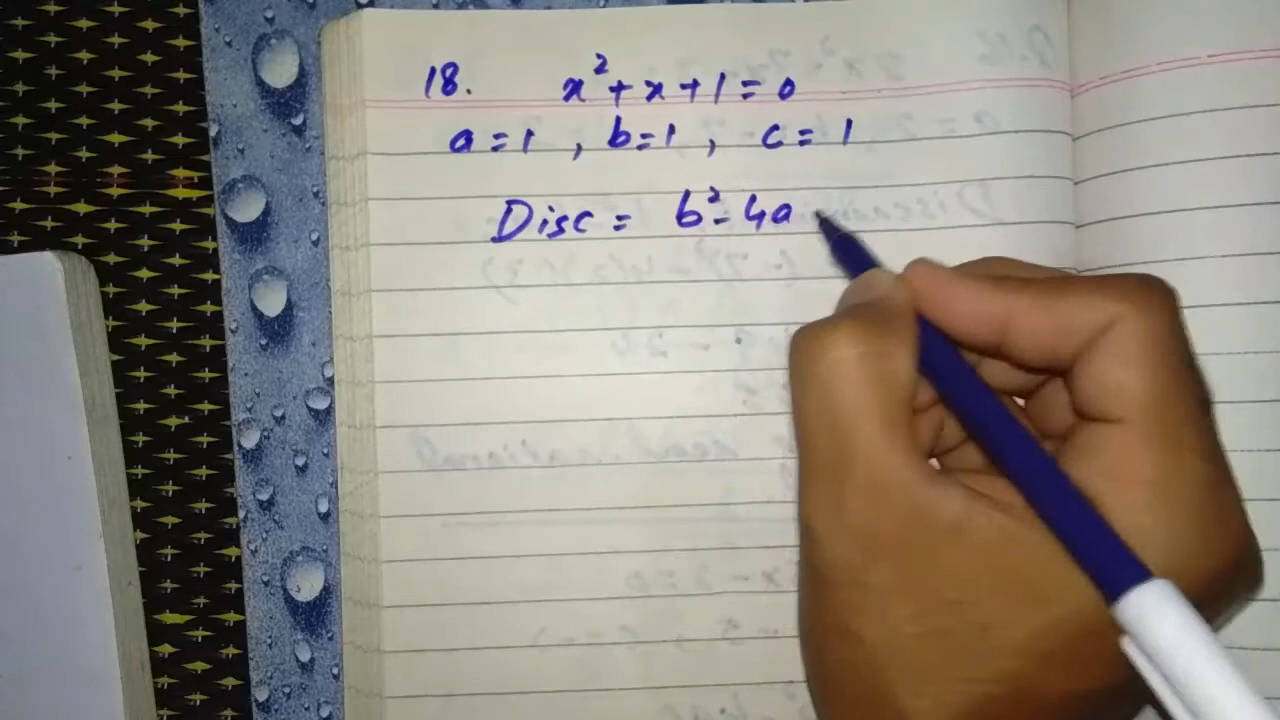 18. x² + x + 1 = 0
a = 1 , b = 1 , c = 1
Disc = b² - 4a